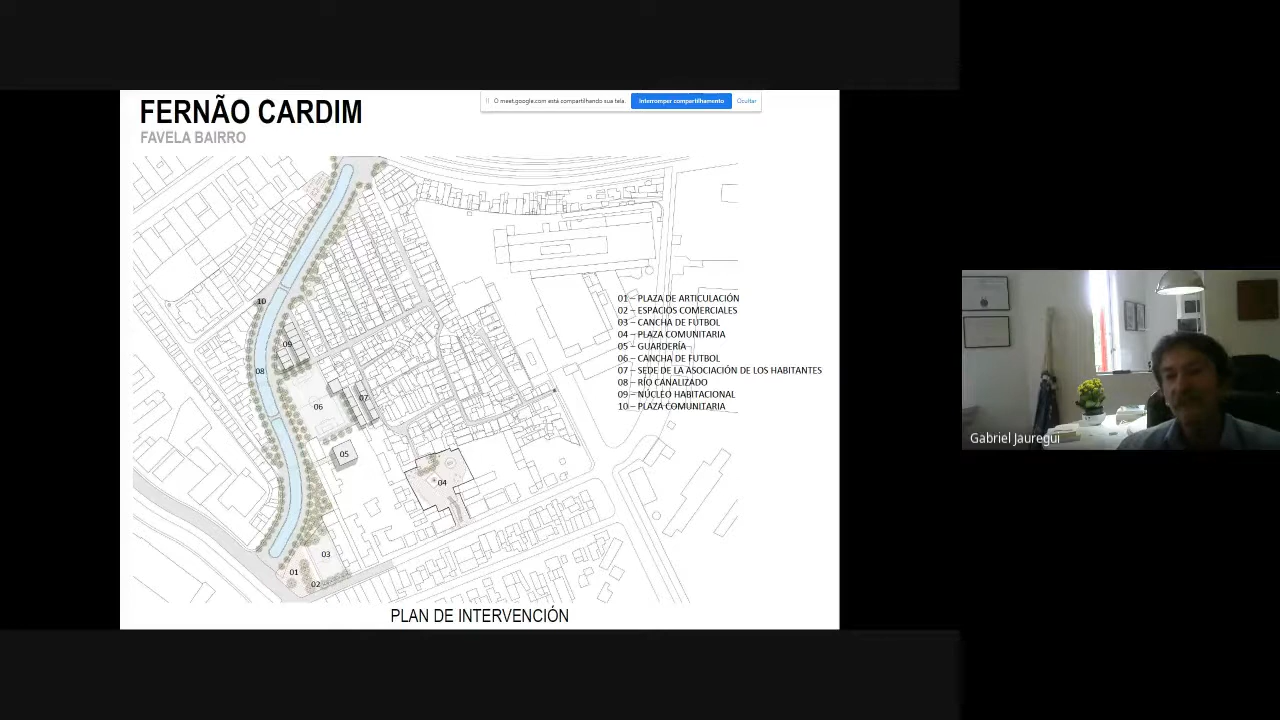 FERNÃO CARDIM
FAVELA BAIRRO
O meet.google.com está compartilhando sua tela.
Interromper compartilhamento
Ocultar
10
09
08
06
07
05
04
03
01
02
01 – PLAZA DE ARTICULACIÓN
02 – ESPACIOS COMERCIALES
03 – CANCHA DE FUTBOL
04 – PLAZA COMUNITARIA
05 – GUARDERÍA
06 – CANCHA DE FUTBOL
07 – SEDE DE LA ASOCIACIÓN DE LOS HABITANTES
08 – RÍO CANALIZADO
09 – NÚCLEO HABITACIONAL
10 – PLAZA COMUNITARIA
PLAN DE INTERVENCIÓN
Gabriel Jauregui